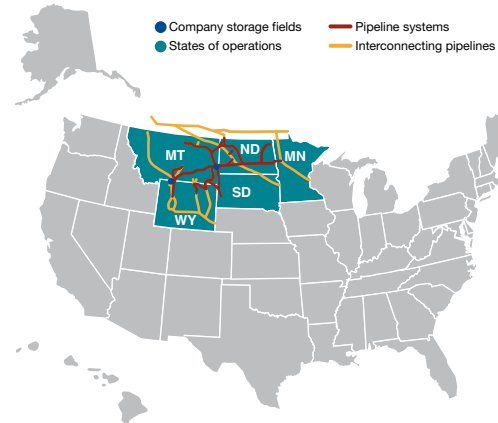 Company storage fields
Pipeline systems
States of operations
Interconnecting pipelines
MT
ND
MN
SD
WY